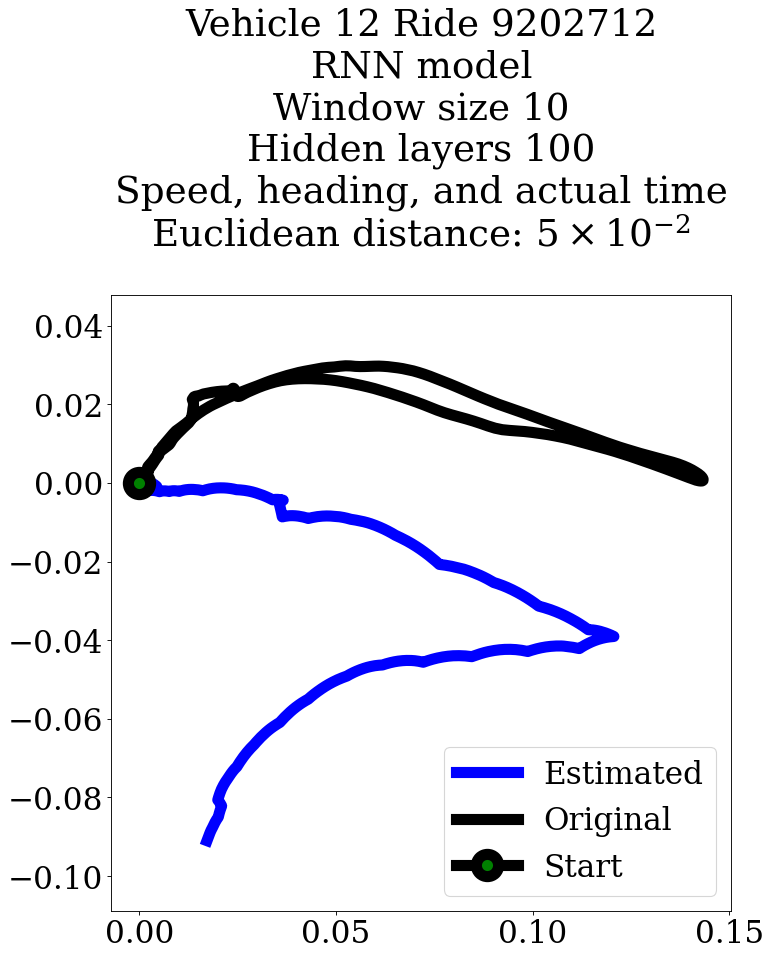 Vehicle 12 Ride 9202712
RNN model
Window size 10
Hidden layers 100
Speed, heading, and actual time
Euclidean distance: 5 × 10⁻²
0.04
0.02
0.00
−0.02
−0.04
−0.06
−0.08
−0.10
Estimated
Original
Start
0.00 0.05 0.10 0.15